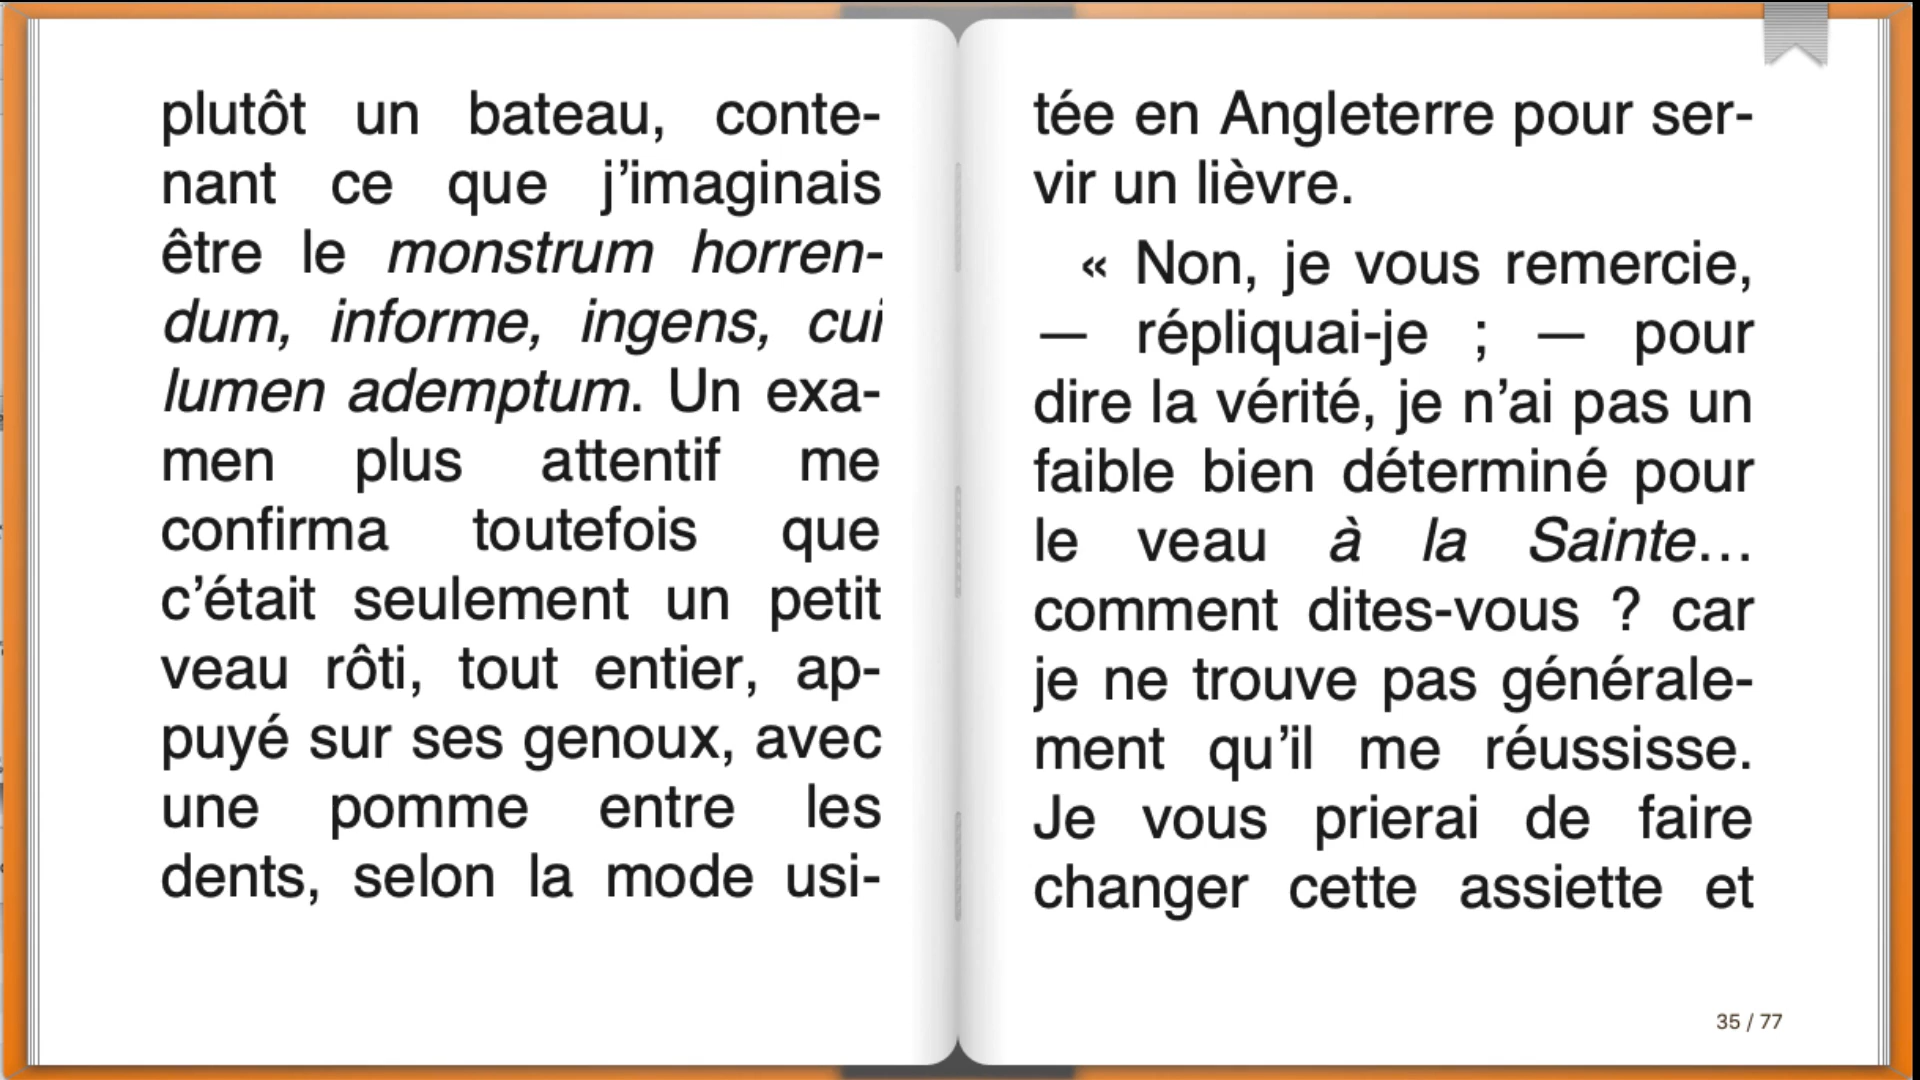 plutôt un bateau, conte-
nant ce que j’imaginais
être le monstrum horren-
dum, informe, ingens, cui
lumen ademptum. Un exa-
men plus attentif me
confirma toutefois que
c’était seulement un petit
veau rôti, tout entier, ap-
puyé sur ses genoux, avec
une pomme entre les
dents, selon la mode usi-
tée en Angleterre pour ser-
vir un lièvre.
« Non, je vous remercie,
— répliquai-je ; — pour
dire la vérité, je n’ai pas un
faible bien déterminé pour
le veau à la Sainte…
comment dites-vous ? car
je ne trouve pas générale-
ment qu’il me réussisse.
Je vous prierai de faire
changer cette assiette et
35 / 77